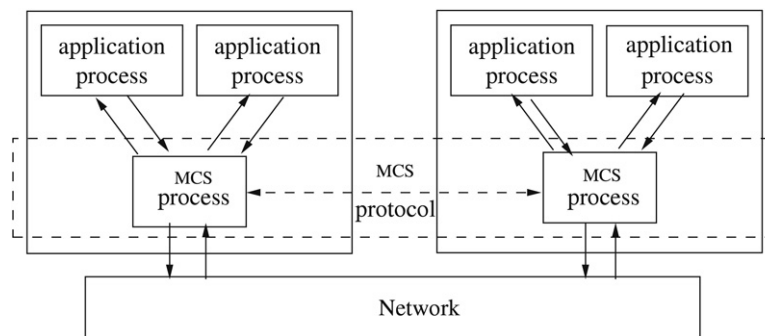 application
process
application
process
application
process
application
process
MCS
process
MCS
protocol
MCS
process
Network